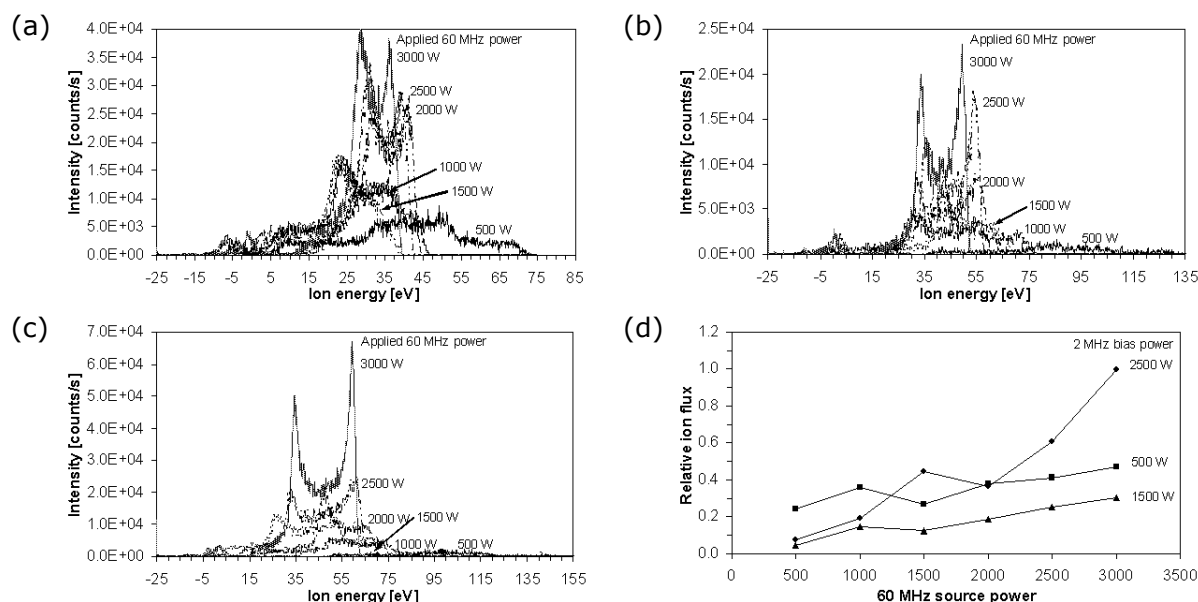 (a)
4.0E+04
3.5E+04
3.0E+04
2.5E+04
2.0E+04
1.5E+04
1.0E+04
5.0E+03
0.0E+00
Intensity [counts/s]
Applied 60 MHz power
3000 W
2500 W
2000 W
1000 W
1500 W
500 W
-25 -15 -5 5 15 25 35 45 55 65 75 85
Ion energy [eV]
(b)
2.5E+04
2.0E+04
1.5E+04
1.0E+04
5.0E+03
0.0E+00
Intensity [counts/s]
Applied 60 MHz power
3000 W
2500 W
2000 W
1500 W
1000 W
500 W
-25 -5 15 35 55 75 95 115 135
Ion energy [eV]
(c)
7.0E+04
6.0E+04
5.0E+04
4.0E+04
3.0E+04
2.0E+04
1.0E+04
0.0E+00
Intensity [counts/s]
Applied 60 MHz power
3000 W
2500 W
2000 W
1500 W
1000 W
500 W
-25 -5 15 35 55 75 95 115 135 155
Ion energy [eV]
(d)
1.2
1.0
0.8
0.6
0.4
0.2
0.0
Relative ion flux
2 MHz bias power
2500 W
500 W
1500 W
0 500 1000 1500 2000 2500 3000 3500
60 MHz source power